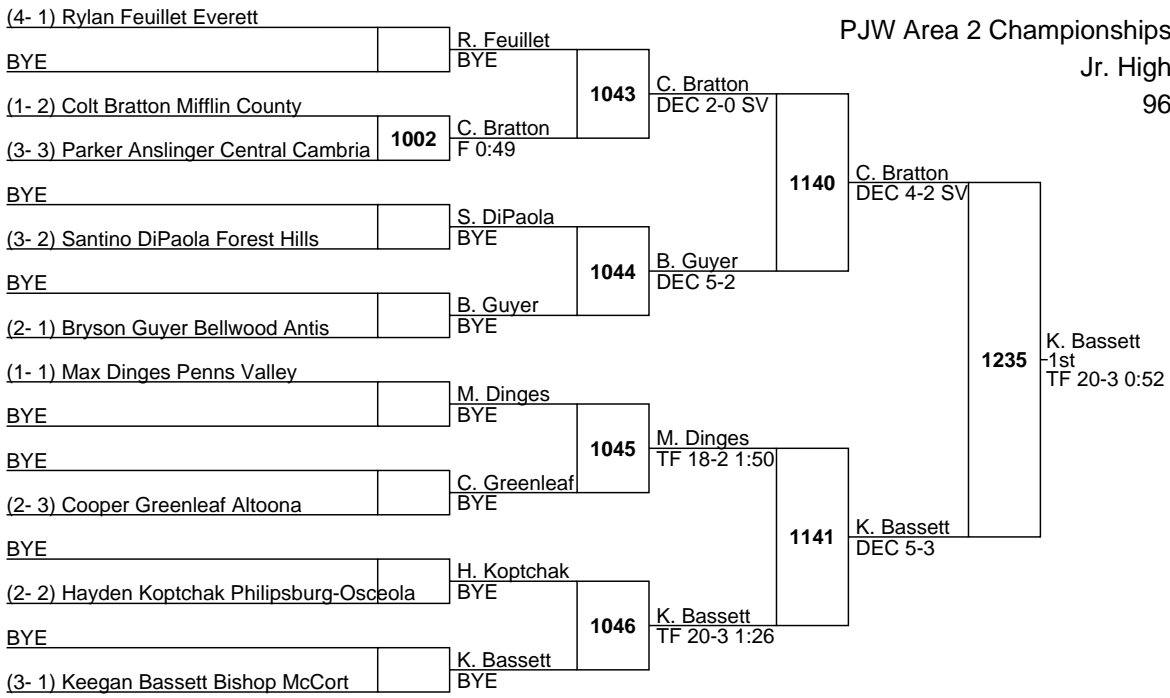 PJW Area 2 Championships
Jr. High
96
(4- 1) Rylan Feuillet Everett
BYE
(1- 2) Colt Bratton Mifflin County
(3- 3) Parker Anslinger Central Cambria
BYE
(3- 2) Santino DiPaola Forest Hills
BYE
(2- 1) Bryson Guyer Bellwood Antis
(1- 1) Max Dinges Penns Valley
BYE
BYE
(2- 3) Cooper Greenleaf Altoona
BYE
(2- 2) Hayden Koptchak Philipsburg-Osceola
BYE
(3- 1) Keegan Bassett Bishop McCort
1002
R. Feuillet
BYE
C. Bratton
F 0:49
S. DiPaola
BYE
B. Guyer
BYE
M. Dinges
BYE
C. Greenleaf
BYE
H. Koptchak
BYE
K. Bassett
BYE
1043
1044
1045
1046
C. Bratton
DEC 2-0 SV
B. Guyer
DEC 5-2
M. Dinges
TF 18-2 1:50
K. Bassett
TF 20-3 1:26
1140
1141
C. Bratton
DEC 4-2 SV
K. Bassett
DEC 5-3
1235
K. Bassett
1st
TF 20-3 0:52